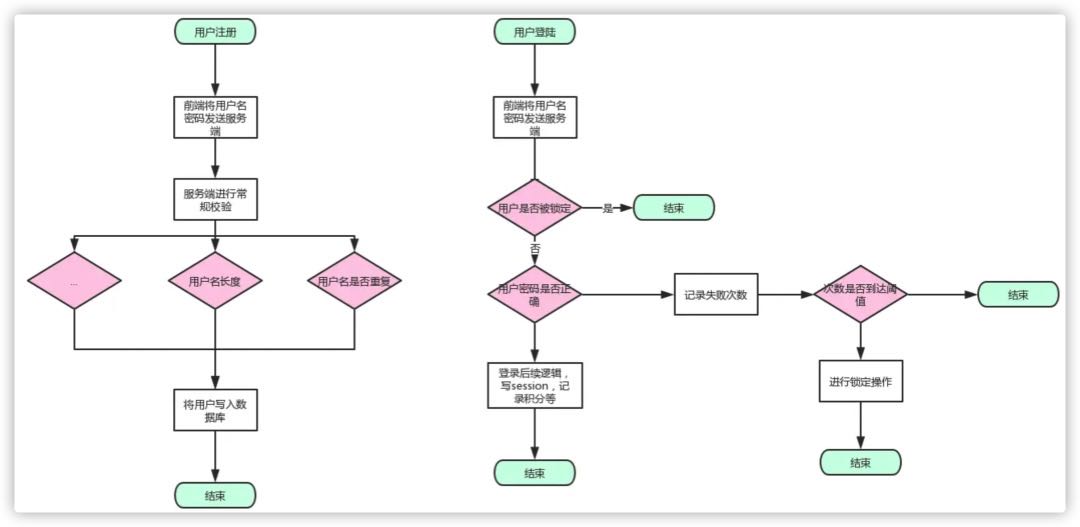 用户注册
前端将用户名
密码发送服务
端
服务端进行常
规校验
...
用户名长度
用户名是否重复
将用户写入数
据库
结束
用户登陆
前端将用户名
密码发送服务
端
用户是否被锁定
是
结束
否
用户密码是否正
确
记录失败次数
次数是否到达阈
值
结束
登录后续逻辑，
写session，记
录积分等
进行锁定操作
结束
结束